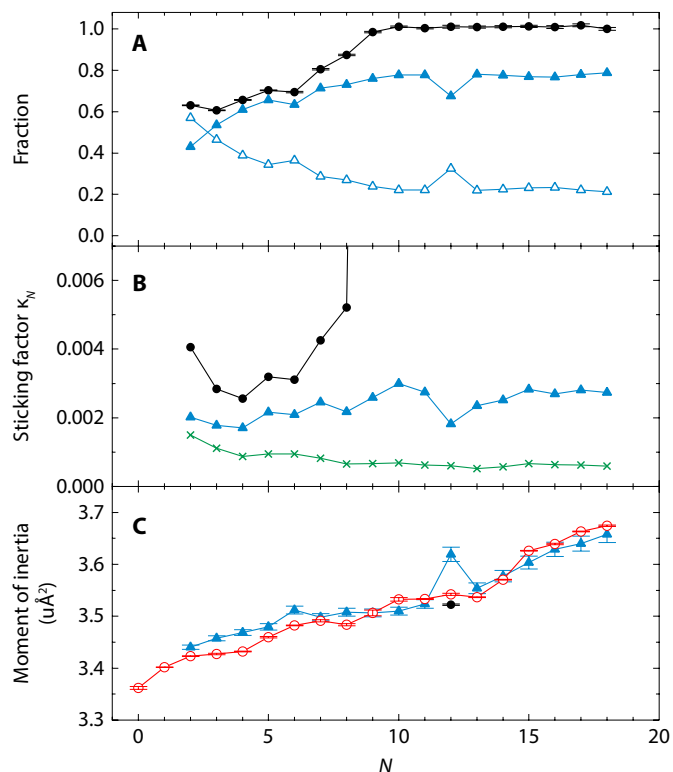 A
Fraction
1.0
0.8
0.6
0.4
0.2
0.0
B
Sticking factor κN
0.006
0.004
0.002
0.000
C
Moment of inertia
(uÅ²)
3.7
3.6
3.5
3.4
3.3
0 5 10 15 20
N